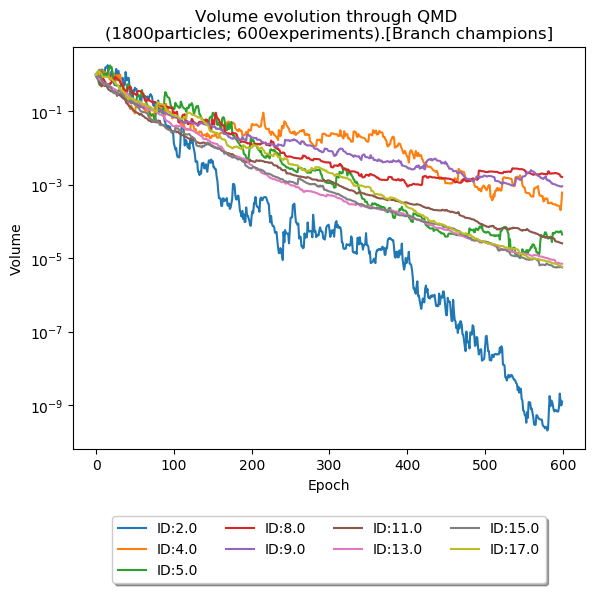 Volume evolution through QMD
(1800particles; 600experiments).[Branch champions]
Volume
10⁻¹
10⁻³
10⁻⁵
10⁻⁷
10⁻⁹
0 100 200 300 400 500 600
Epoch
ID:2.0 ID:8.0 ID:11.0 ID:15.0
ID:4.0 ID:9.0 ID:13.0 ID:17.0
ID:5.0